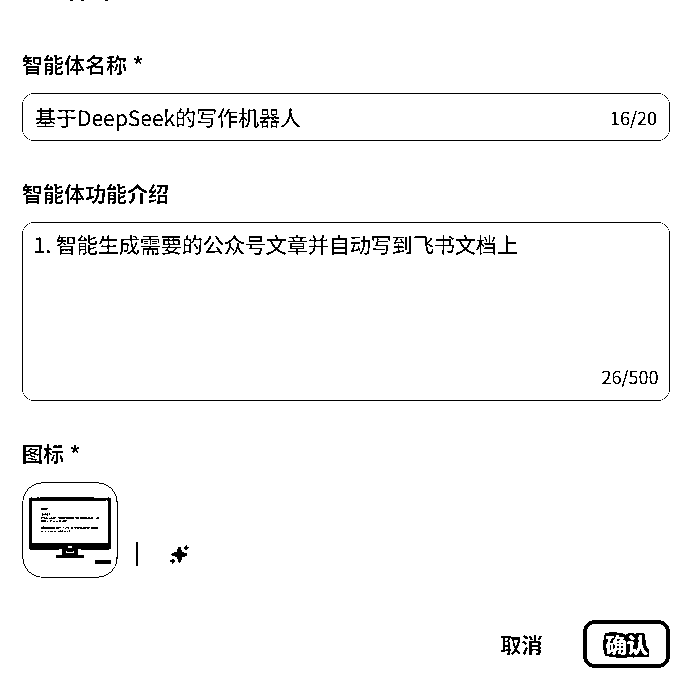 智能体名称 *
基于DeepSeek的写作机器人 16/20
智能体功能介绍
1. 智能生成需要的公众号文章并自动写到飞书文档上
26/500
图标 *
取消 确认